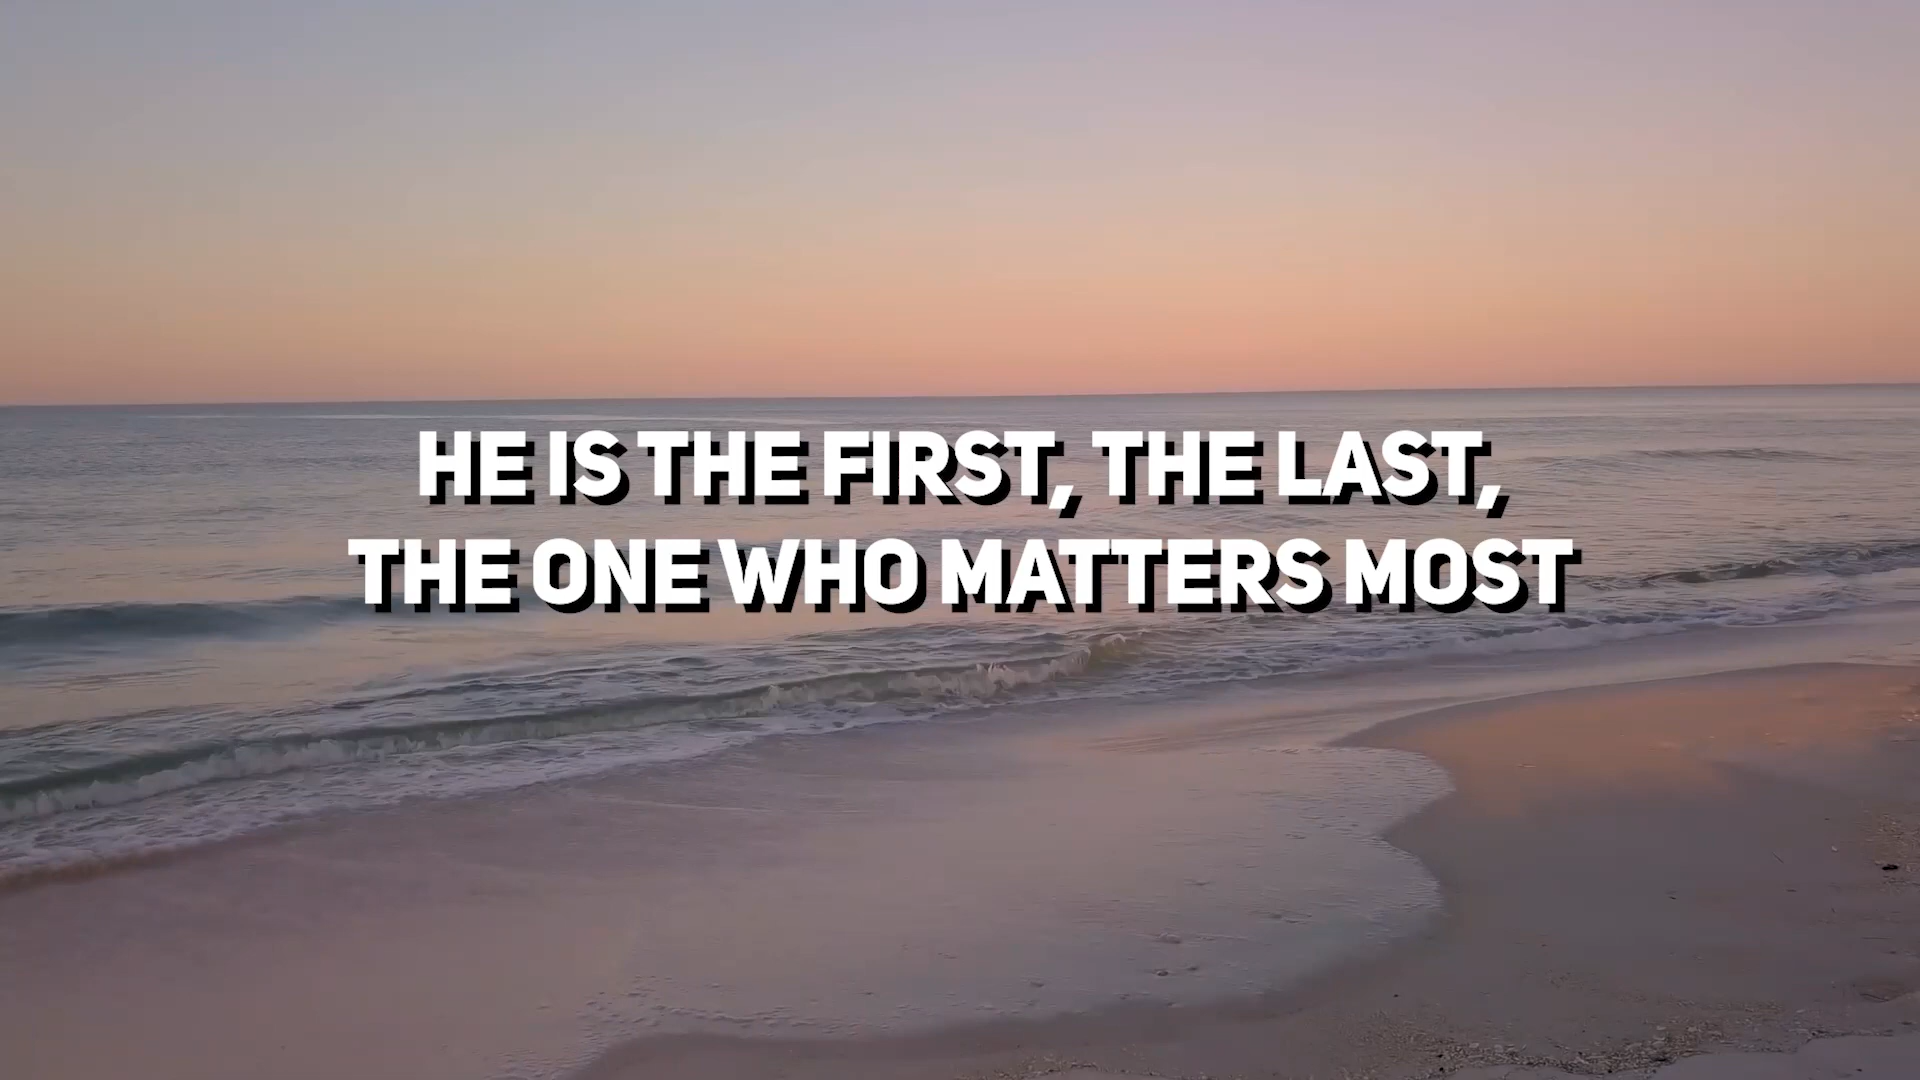 HE IS THE FIRST, THE LAST,
THE ONE WHO MATTERS MOST